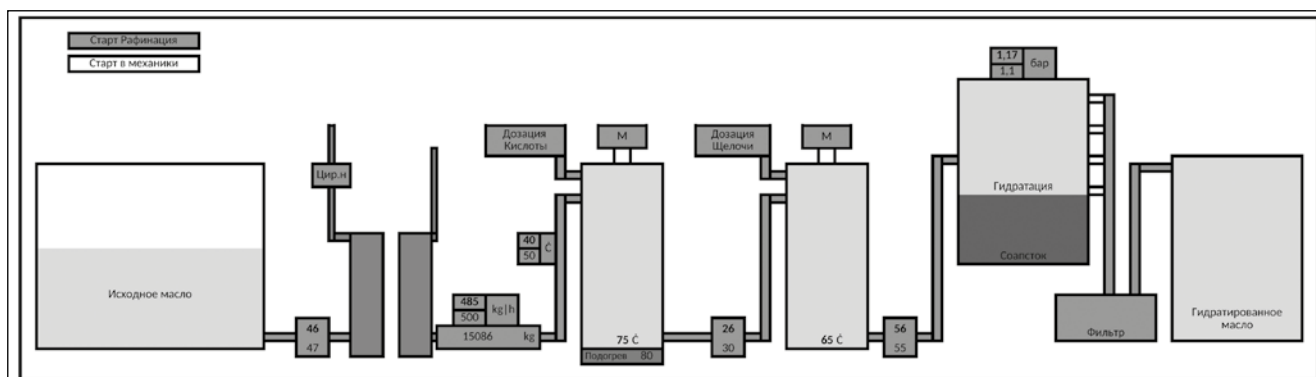 Старт Рафинация
Старт в механики
Исходное масло
46
47
Цир.н
485
500
kg|h
15086 kg
40
50
Ċ
Дозация
Кислоты
М
75 Ċ
Подогрев 80
26
30
Дозация
Щелочи
М
65 Ċ
56
55
1,17
1.1
бар
Гидратация
Соапсток
Фильтр
Гидратированное
масло